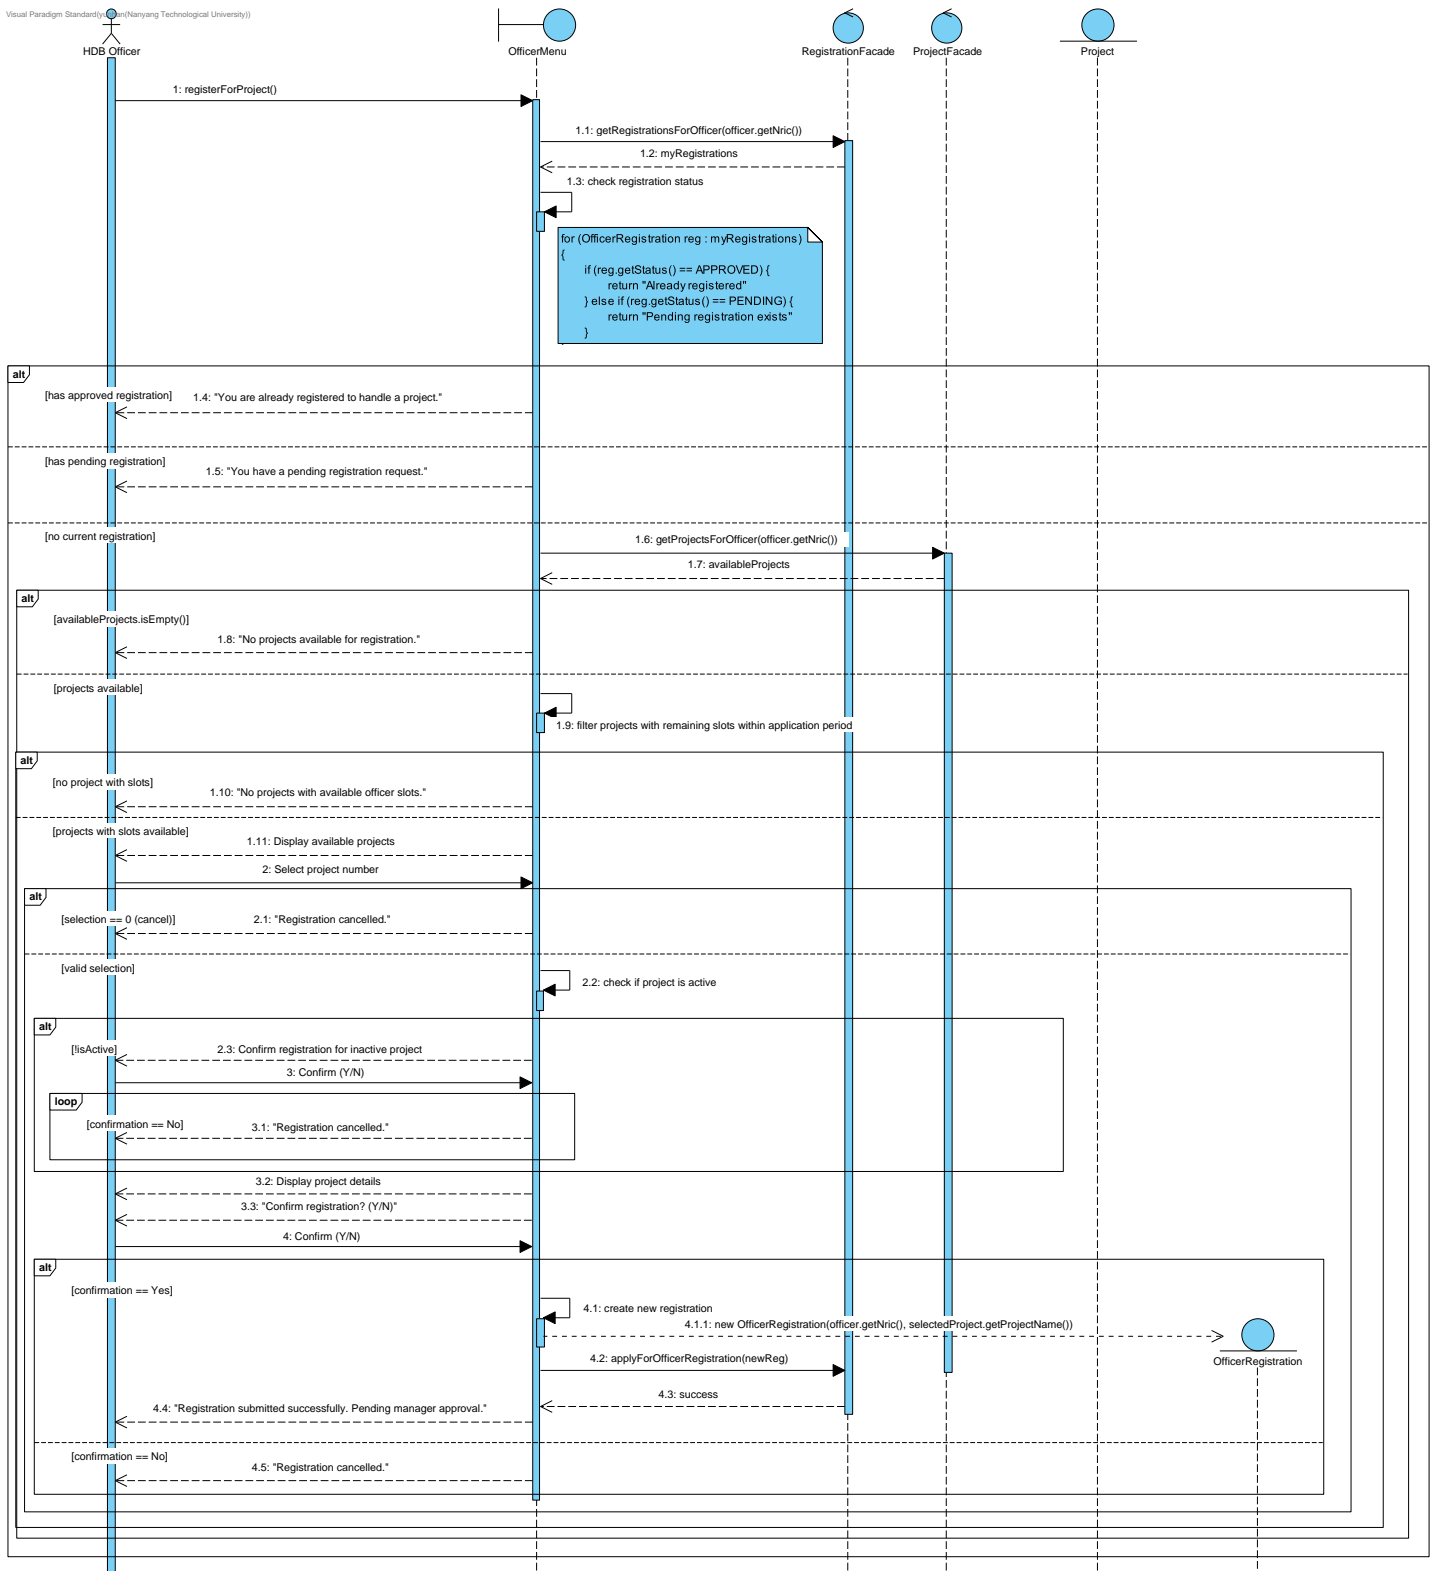 Visual Paradigm Standard(yu    an(Nanyang Technological University))
HDB Officer
OfficerMenu
RegistrationFacade
ProjectFacade
Project
1: registerForProject()
1.1: getRegistrationsForOfficer(officer.getNric())
1.2: myRegistrations
1.3: check registration status
for (OfficerRegistration reg : myRegistrations)
{
if (reg.getStatus() == APPROVED) {
return "Already registered"
} else if (reg.getStatus() == PENDING) {
return "Pending registration exists"
}
alt
[has approved registration]
1.4: "You are already registered to handle a project."
[has pending registration]
1.5: "You have a pending registration request."
[no current registration]
1.6: getProjectsForOfficer(officer.getNric())
1.7: availableProjects
alt
[availableProjects.isEmpty()]
1.8: "No projects available for registration."
[projects available]
1.9: filter projects with remaining slots within application period
alt
[no project with slots]
1.10: "No projects with available officer slots."
[projects with slots available]
1.11: Display available projects
2: Select project number
alt
[selection == 0 (cancel)]
2.1: "Registration cancelled."
[valid selection]
2.2: check if project is active
alt
[!isActive]
2.3: Confirm registration for inactive project
3: Confirm (Y/N)
loop
[confirmation == No]
3.1: "Registration cancelled."
3.2: Display project details
3.3: "Confirm registration? (Y/N)"
4: Confirm (Y/N)
alt
[confirmation == Yes]
4.1: create new registration
4.1.1: new OfficerRegistration(officer.getNric(), selectedProject.getProjectName())
OfficerRegistration
4.2: applyForOfficerRegistration(newReg)
4.3: success
4.4: "Registration submitted successfully. Pending manager approval."
[confirmation == No]
4.5: "Registration cancelled."